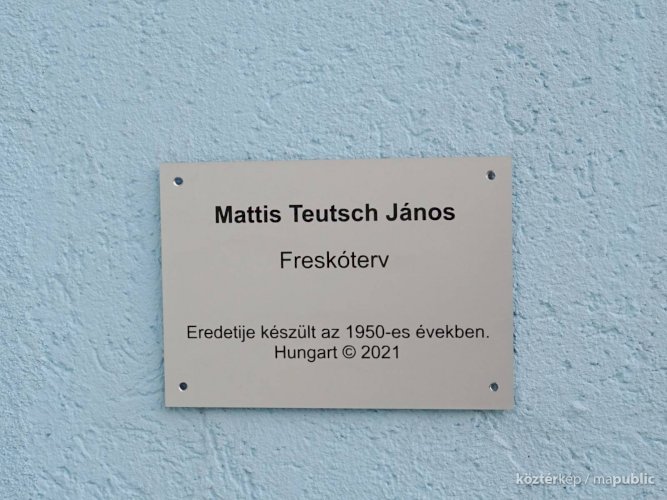 Mattis Teutsch János
Freskóterv
Eredetije készült az 1950-es években.
Hungart © 2021
köztérkép / mapublic